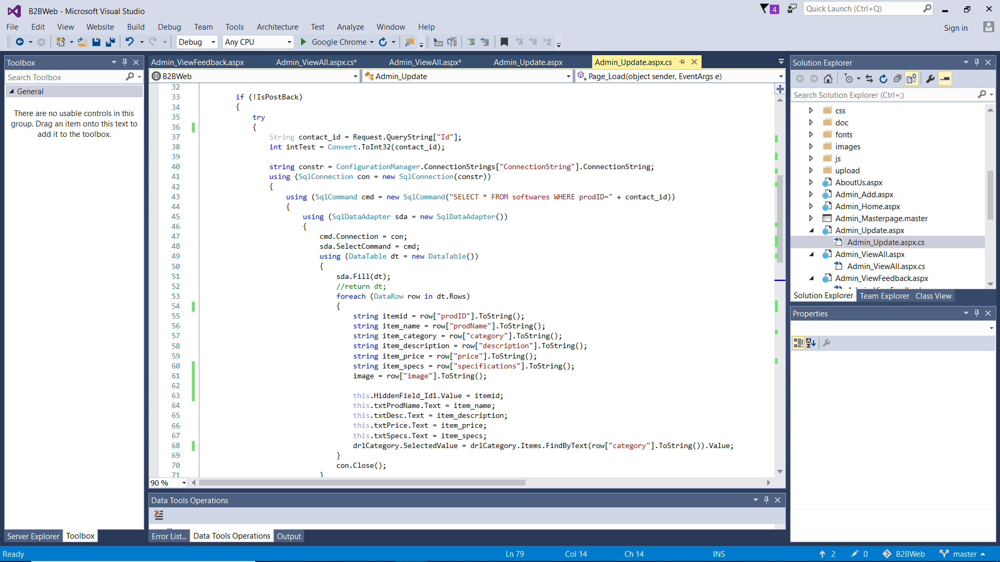 B2BWeb - Microsoft Visual Studio
4
Quick Launch (Ctrl+Q)
File Edit View Website Build Debug Team Tools Architecture Test Analyze Window Help
Sign in
Debug Any CPU Google Chrome
Toolbox
Search Toolbox
General
There are no usable controls in this
group. Drag an item onto this text to
add it to the toolbox.
Server Explorer Toolbox
Admin_ViewFeedback.aspx Admin_ViewAll.aspx.cs* Admin_ViewAll.aspx* Admin_Update.aspx Admin_Update.aspx.cs
B2BWeb Admin_Update Page_Load(object sender, EventArgs e)
32
33 if (!IsPostBack)
34 {
35 try
36 {
37 String contact_id = Request.QueryString["Id"];
38 int intTest = Convert.ToInt32(contact_id);
39
40 string constr = ConfigurationManager.ConnectionStrings["ConnectionString"].ConnectionString;
41 using (SqlConnection con = new SqlConnection(constr))
42 {
43 using (SqlCommand cmd = new SqlCommand("SELECT * FROM softwares WHERE prodID=" + contact_id))
44 {
45 using (SqlDataAdapter sda = new SqlDataAdapter())
46 {
47 cmd.Connection = con;
48 sda.SelectCommand = cmd;
49 using (DataTable dt = new DataTable())
50 {
51 sda.Fill(dt);
52 //return dt;
53 foreach (DataRow row in dt.Rows)
54 {
55 string itemid = row["prodID"].ToString();
56 string item_name = row["prodName"].ToString();
57 string item_category = row["category"].ToString();
58 string item_description = row["description"].ToString();
59 string item_price = row["price"].ToString();
60 string item_specs = row["specifications"].ToString();
61 image = row["image"].ToString();
62
63 this.HiddenField_Id1.Value = itemid;
64 this.txtProdName.Text = item_name;
65 this.txtDesc.Text = item_description;
66 this.txtPrice.Text = item_price;
67 this.txtSpecs.Text = item_specs;
68 drlCategory.SelectedValue = drlCategory.Items.FindByText(row["category"].ToString()).Value;
69 }
70 con.Close();
71 }
90 %
Data Tools Operations
Error List... Data Tools Operations Output
Solution Explorer
Search Solution Explorer (Ctrl+;)
css
doc
fonts
images
js
upload
AboutUs.aspx
Admin_Add.aspx
Admin_Home.aspx
Admin_Masterpage.master
Admin_Update.aspx
Admin_Update.aspx.cs
Admin_ViewAll.aspx
Admin_ViewAll.aspx.cs
Admin_ViewFeedback.aspx
Solution Explorer Team Explorer Class View
Properties
Ready Ln 79 Col 14 Ch 14 INS 2 0 B2BWeb master